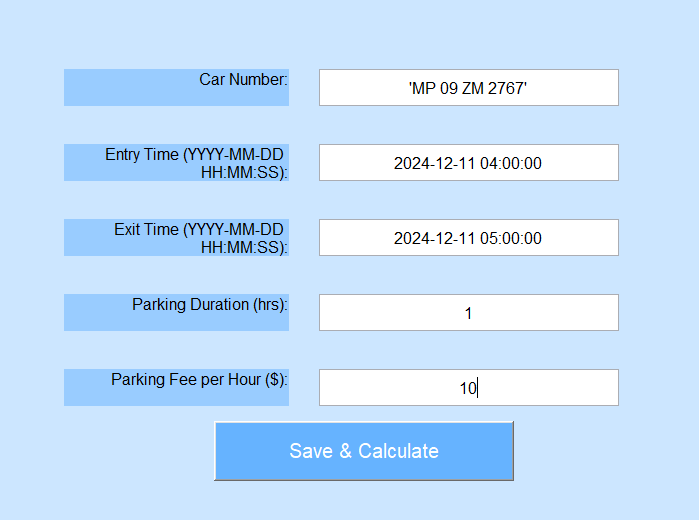 Car Number:
'MP 09 ZM 2767'
Entry Time (YYYY-MM-DD
HH:MM:SS):
2024-12-11 04:00:00
Exit Time (YYYY-MM-DD
HH:MM:SS):
2024-12-11 05:00:00
Parking Duration (hrs):
1
Parking Fee per Hour ($):
10
Save & Calculate